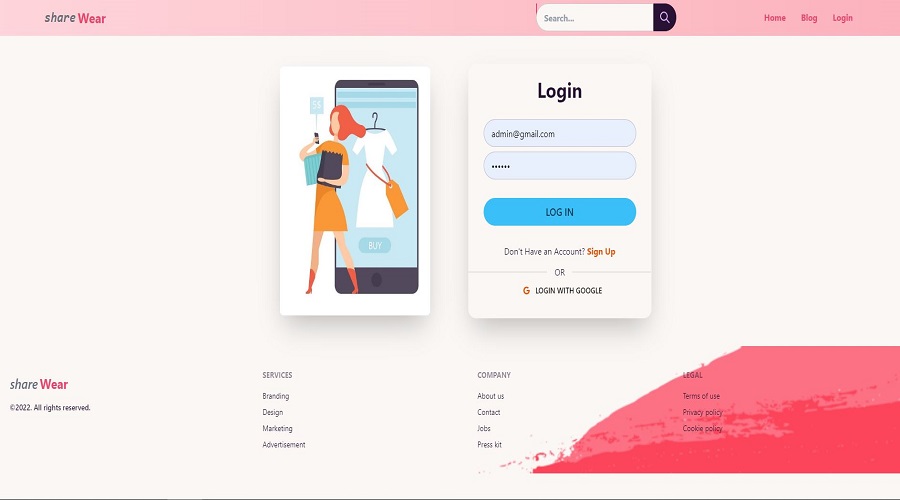 share Wear
Search...
Home Blog Login
5$
BUY
Login
admin@gmail.com
••••••
LOG IN
Don't Have an Account? Sign Up
OR
G LOGIN WITH GOOGLE
share Wear
©2022. All rights reserved.
SERVICES
Branding
Design
Marketing
Advertisement
COMPANY
About us
Contact
Jobs
Press kit
LEGAL
Terms of use
Privacy policy
Cookie policy